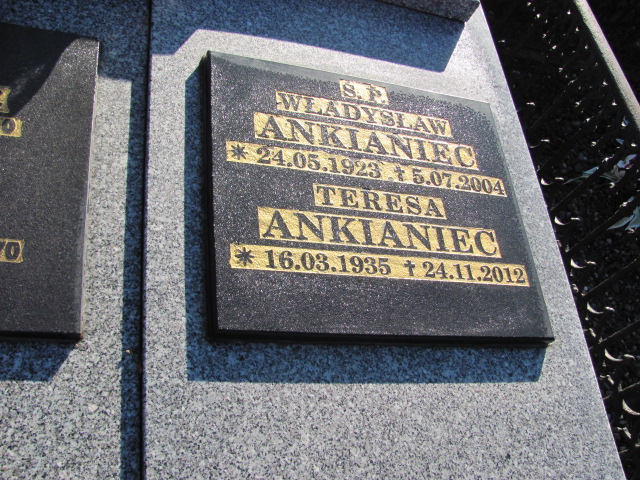 Ś. P.
WŁADYSŁAW
ANKIANIEC
* 24.05.1923 † 5.07.2004
TERESA
ANKIANIEC
* 16.03.1935 † 24.11.2012